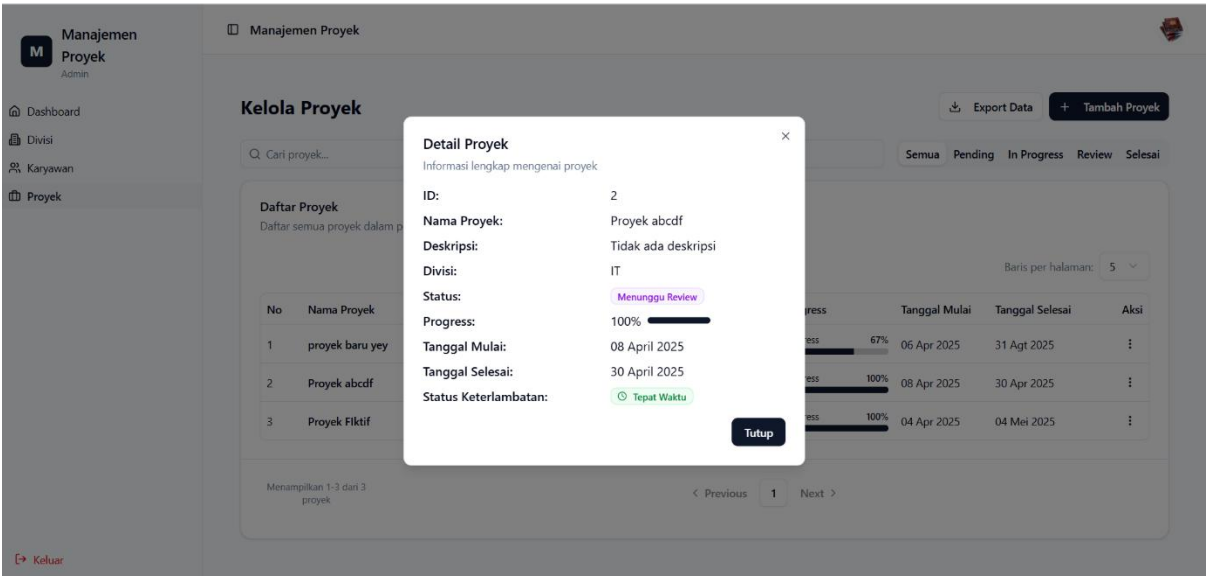 M
Manajemen
Proyek
Admin
Dashboard
Divisi
Karyawan
Proyek
Keluar
Manajemen Proyek
Kelola Proyek
Export Data
+ Tambah Proyek
Cari proyek...
Semua Pending In Progress Review Selesai
Daftar Proyek
Daftar semua proyek dalam p
Baris per halaman: 5
No Nama Proyek gress Tanggal Mulai Tanggal Selesai Aksi
1 proyek baru yey ess 67% 06 Apr 2025 31 Agt 2025
2 Proyek abcdf ess 100% 08 Apr 2025 30 Apr 2025
3 Proyek FIktif ess 100% 04 Apr 2025 04 Mei 2025
Menampilkan 1-3 dari 3
proyek
< Previous 1 Next >
Detail Proyek
Informasi lengkap mengenai proyek
ID: 2
Nama Proyek: Proyek abcdf
Deskripsi: Tidak ada deskripsi
Divisi: IT
Status: Menunggu Review
Progress: 100%
Tanggal Mulai: 08 April 2025
Tanggal Selesai: 30 April 2025
Status Keterlambatan: Tepat Waktu
Tutup